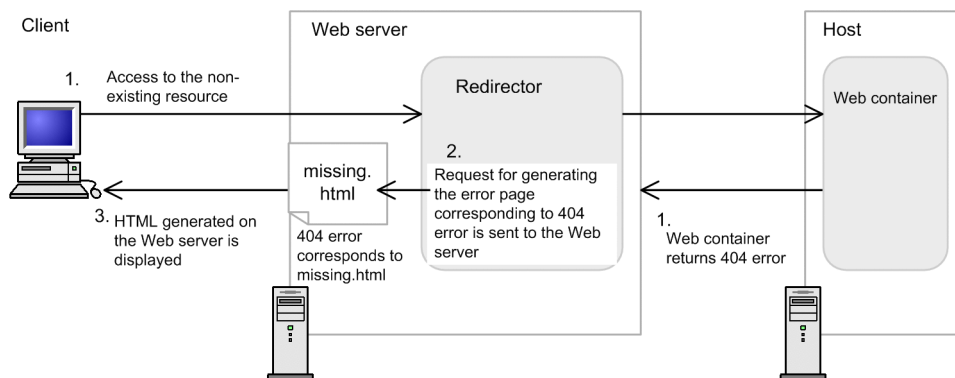 Client
Web server
Host
1.
Access to the non-
existing resource
Redirector
Web container
2.
Request for generating
the error page
corresponding to 404
error is sent to the Web
server
missing.
html
3.
HTML generated on
the Web server is
displayed
404 error
corresponds to
missing.html
1.
Web container
returns 404 error